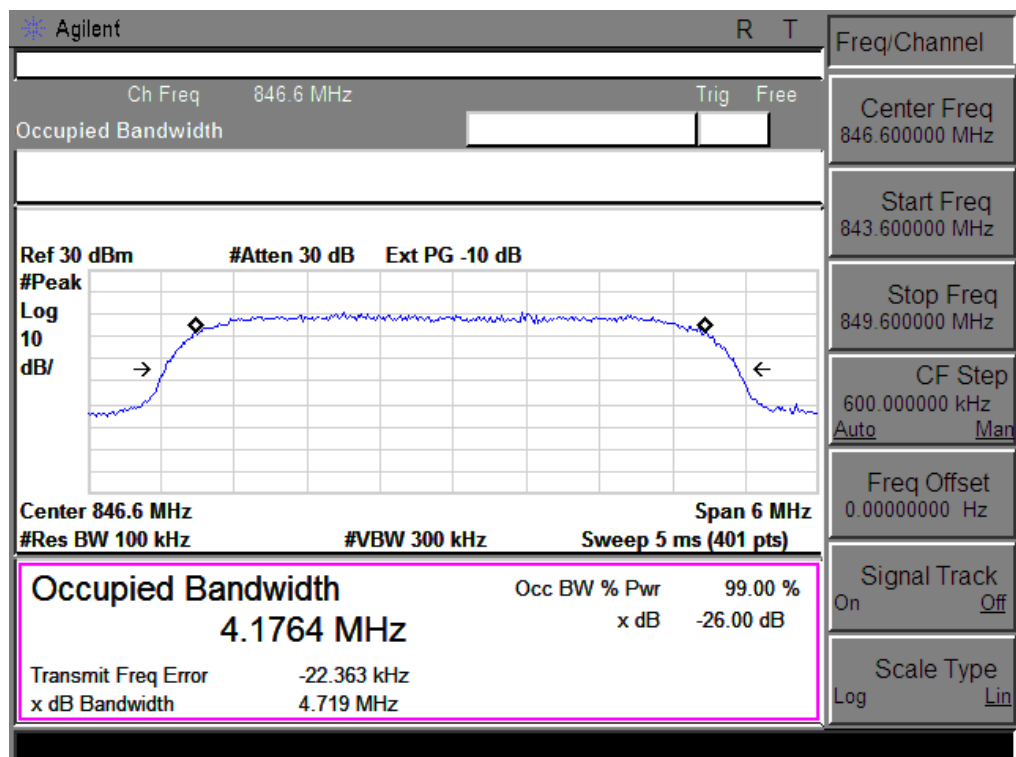 Agilent R T
Ch Freq 846.6 MHz Trig Free
Occupied Bandwidth
Ref 30 dBm #Atten 30 dB Ext PG -10 dB
#Peak
Log
10
dB/
Center 846.6 MHz Span 6 MHz
#Res BW 100 kHz #VBW 300 kHz Sweep 5 ms (401 pts)
Occupied Bandwidth Occ BW % Pwr 99.00 %
4.1764 MHz x dB -26.00 dB
Transmit Freq Error -22.363 kHz
x dB Bandwidth 4.719 MHz
Freq/Channel
Center Freq
846.600000 MHz
Start Freq
843.600000 MHz
Stop Freq
849.600000 MHz
CF Step
600.000000 kHz
Auto Man
Freq Offset
0.00000000 Hz
Signal Track
On Off
Scale Type
Log Lin